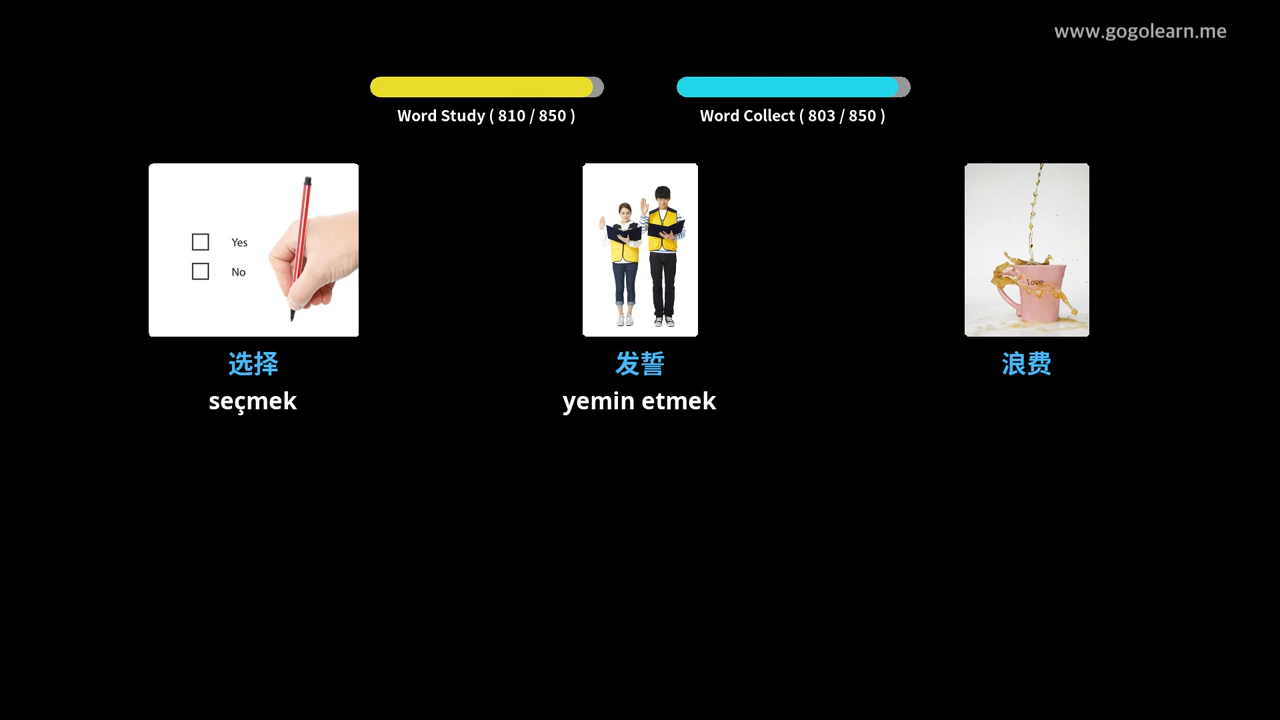 www.gogolearn.me
Word Study ( 810 / 850 )
Word Collect ( 803 / 850 )
Yes
No
Love
选择
发誓
浪费
seçmek
yemin etmek